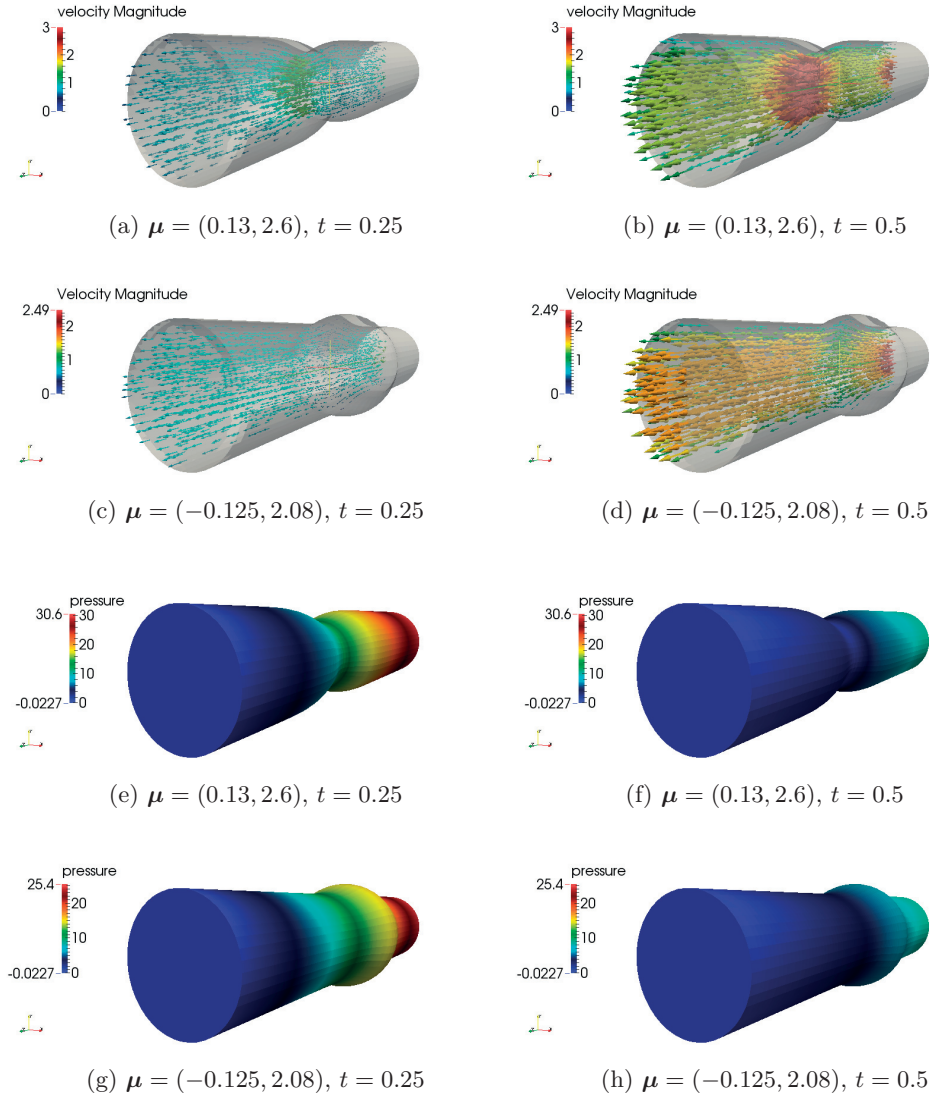 velocity Magnitude
3
2
1
0
(a) μ = (0.13, 2.6), t = 0.25
velocity Magnitude
3
2
1
0
(b) μ = (0.13, 2.6), t = 0.5
Velocity Magnitude
2.49
2
1
0
(c) μ = (−0.125, 2.08), t = 0.25
Velocity Magnitude
2.49
2
1
0
(d) μ = (−0.125, 2.08), t = 0.5
pressure
30.6 30
20
10
-0.0227 0
(e) μ = (0.13, 2.6), t = 0.25
pressure
30.6 30
20
10
-0.0227 0
(f) μ = (0.13, 2.6), t = 0.5
pressure
25.4
20
10
-0.0227 0
(g) μ = (−0.125, 2.08), t = 0.25
pressure
25.4
20
10
-0.0227 0
(h) μ = (−0.125, 2.08), t = 0.5